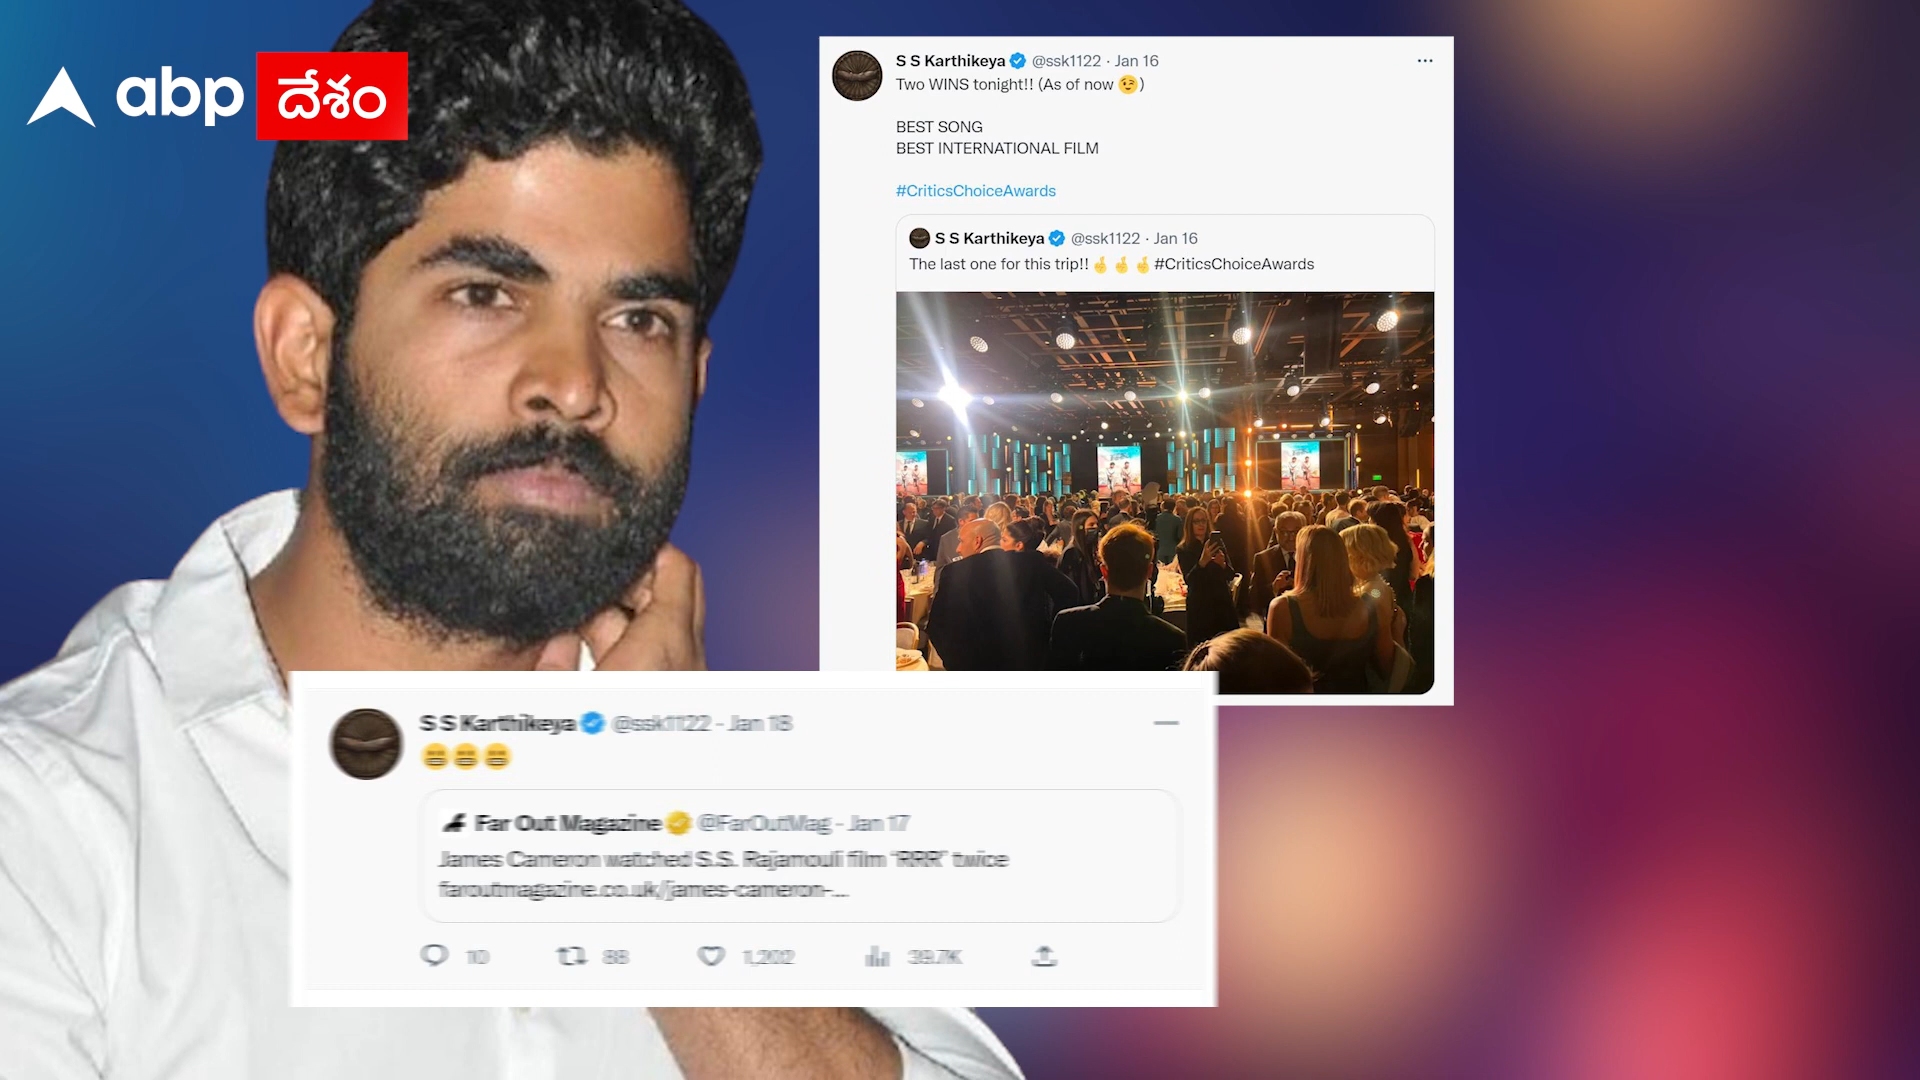 abp దేశం
S S Karthikeya @ssk1122 · Jan 16
Two WINS tonight!! (As of now 😉)
BEST SONG
BEST INTERNATIONAL FILM
#CriticsChoiceAwards
S S Karthikeya @ssk1122 · Jan 16
The last one for this trip!!🤞🤞🤞#CriticsChoiceAwards
S S Karthikeya @ssk1122 - Jan 18
Far Out Magazine @FarOutMag - Jan 17
James Cameron watched S.S. Rajamouli film "RRR" twice
faroutmagazine.co.uk/james-cameron-...
10 88 1,202 39.7K